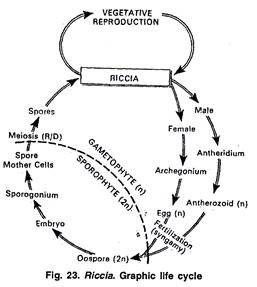 VEGETATIVE
REPRODUCTION
RICCIA
Spores
Male
Meiosis (R/D)
Female
Antheridium
Spore
Mother Cells
GAMETOPHYTE (n)
SPOROPHYTE (2n)
Archegonium
Sporogonium
Antherozoid (n)
Egg (n)
Embryo
Fertilization
(syngamy)
Oospore (2n)
Fig. 23. Riccia. Graphic life cycle